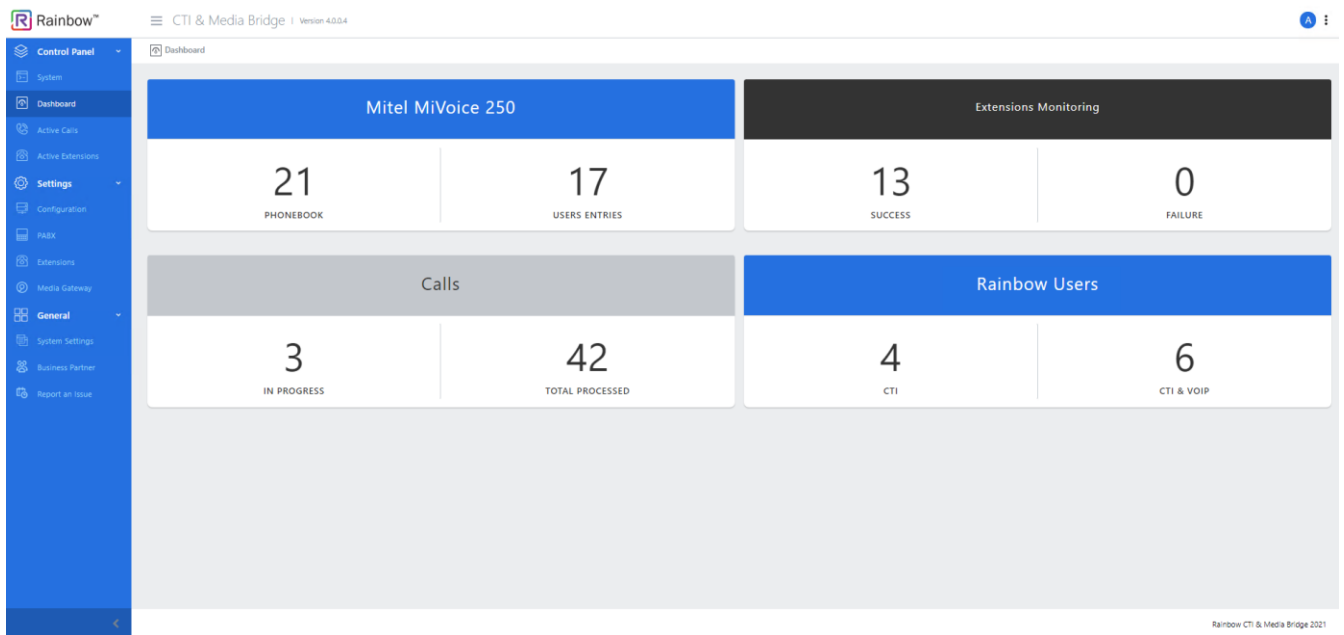 Rainbow™
CTI & Media Bridge | Version 4.0.0.4
A
Control Panel
System
Dashboard
Active Calls
Active Extensions
Settings
Configuration
PABX
Extensions
Media Gateway
General
System Settings
Business Partner
Report an Issue
Dashboard
Mitel MiVoice 250
21
PHONEBOOK
17
USERS ENTRIES
Extensions Monitoring
13
SUCCESS
0
FAILURE
Calls
3
IN PROGRESS
42
TOTAL PROCESSED
Rainbow Users
4
CTI
6
CTI & VOIP
Rainbow CTI & Media Bridge 2021